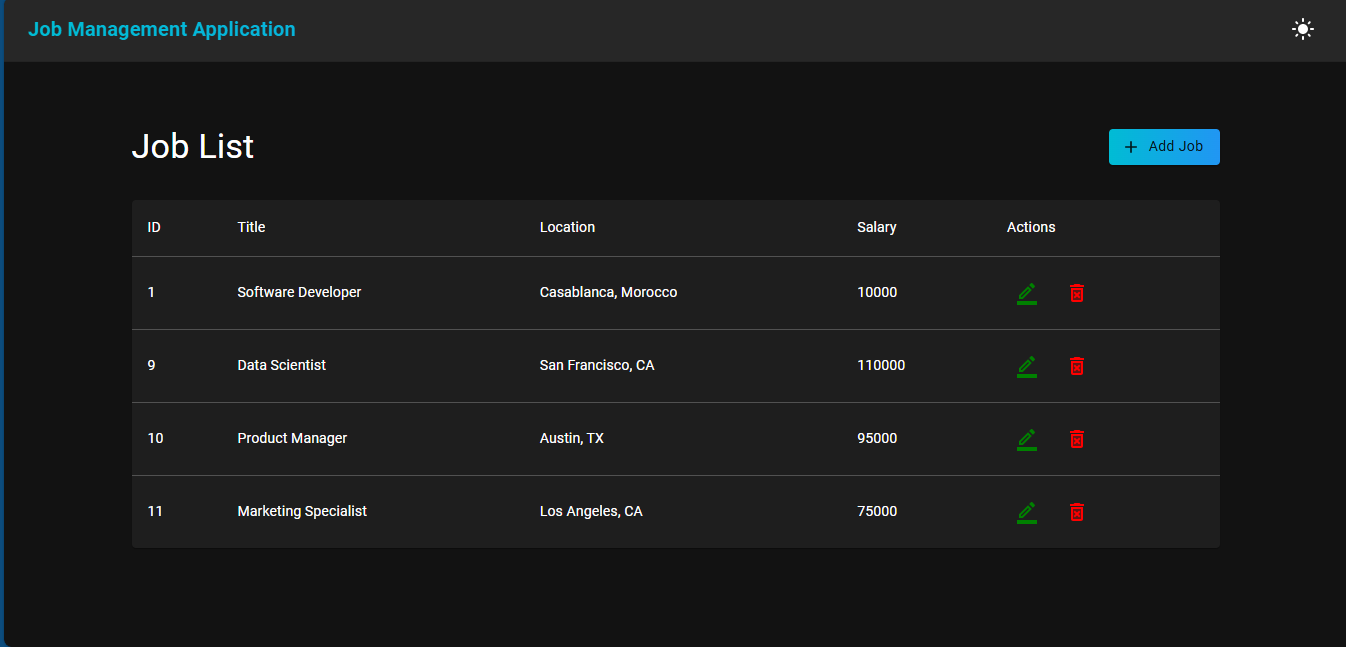 Job Management Application
Job List
+ Add Job
ID Title Location Salary Actions
1 Software Developer Casablanca, Morocco 10000
9 Data Scientist San Francisco, CA 110000
10 Product Manager Austin, TX 95000
11 Marketing Specialist Los Angeles, CA 75000